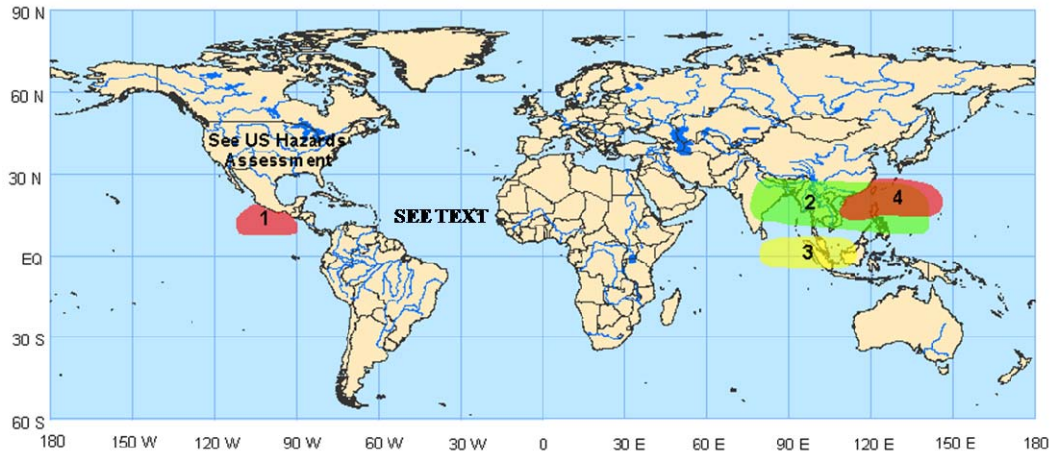 90 N
60 N
See US Hazards
Assessment
30 N
SEE TEXT
1
2
4
3
EQ
30 S
60 S
180 150 W 120 W 90 W 60 W 30 W 0 30 E 60 E 90 E 120 E 150 E 180